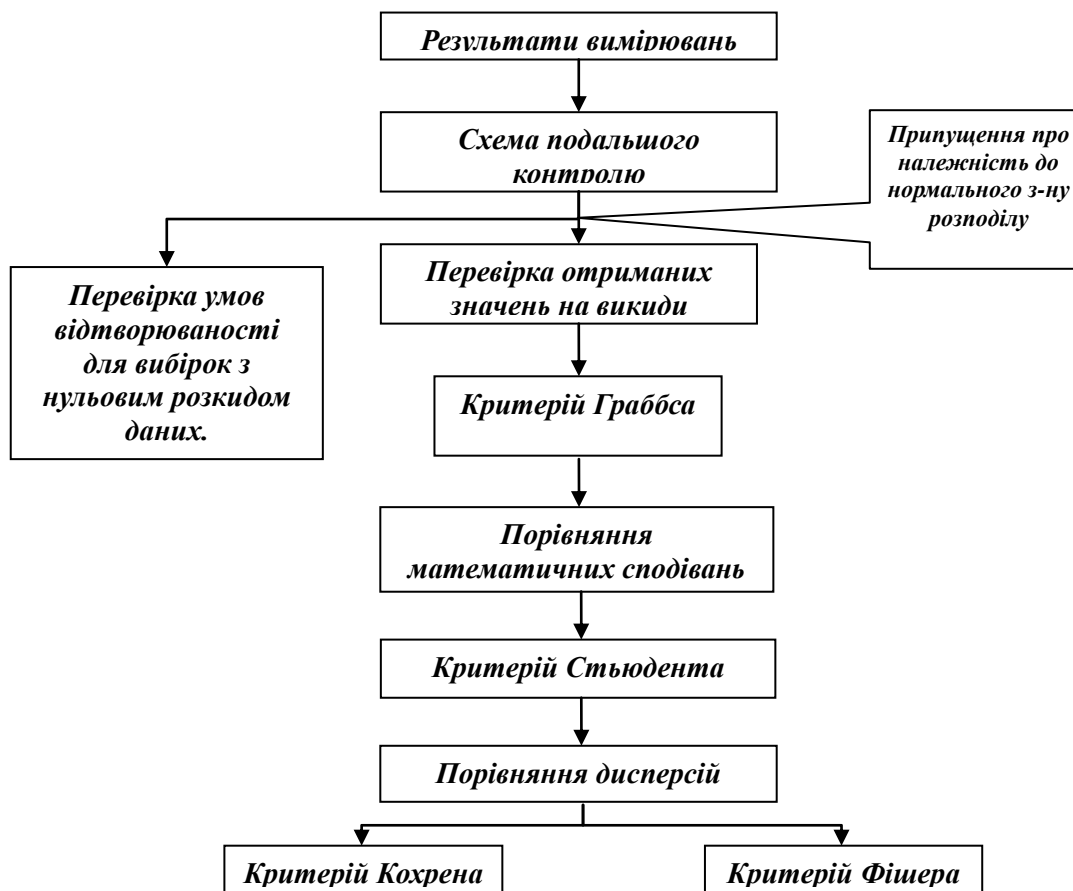 Результати вимірювань
Схема подальшого
контролю
Припущення про
належність до
нормального з-ну
розподілу
Перевірка умов
відтворюваності
для вибірок з
нульовим розкидом
даних.
Перевірка отриманих
значень на викиди
Критерій Граббса
Порівняння
математичних сподівань
Критерій Стьюдента
Порівняння дисперсій
Критерій Кохрена
Критерій Фішера